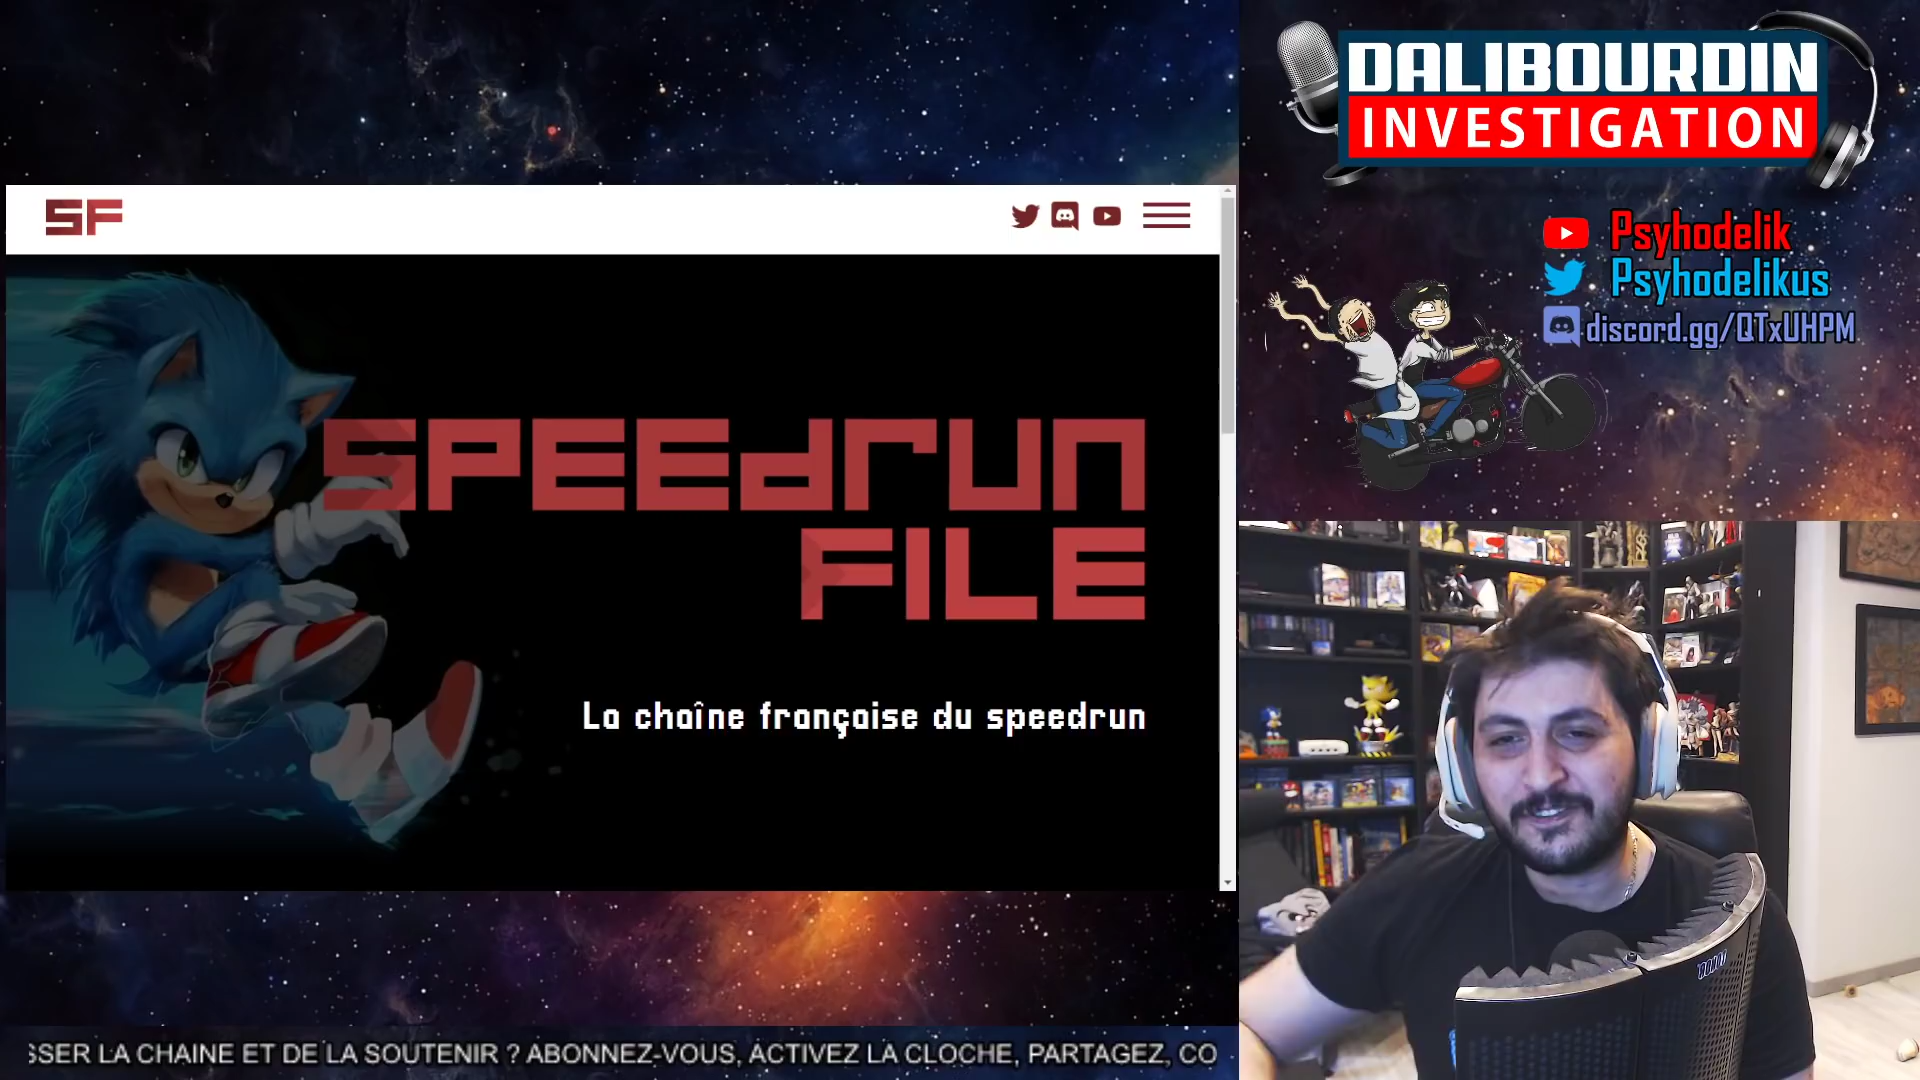 SF
SPEEdrun
FILE
La chaîne française du speedrun
DALIBOURDIN
INVESTIGATION
Psyhodelik
Psyhodelikus
discord.gg/QTxUHPM
SSER LA CHAINE ET DE LA SOUTENIR ? ABONNEZ-VOUS, ACTIVEZ LA CLOCHE, PARTAGEZ, CO